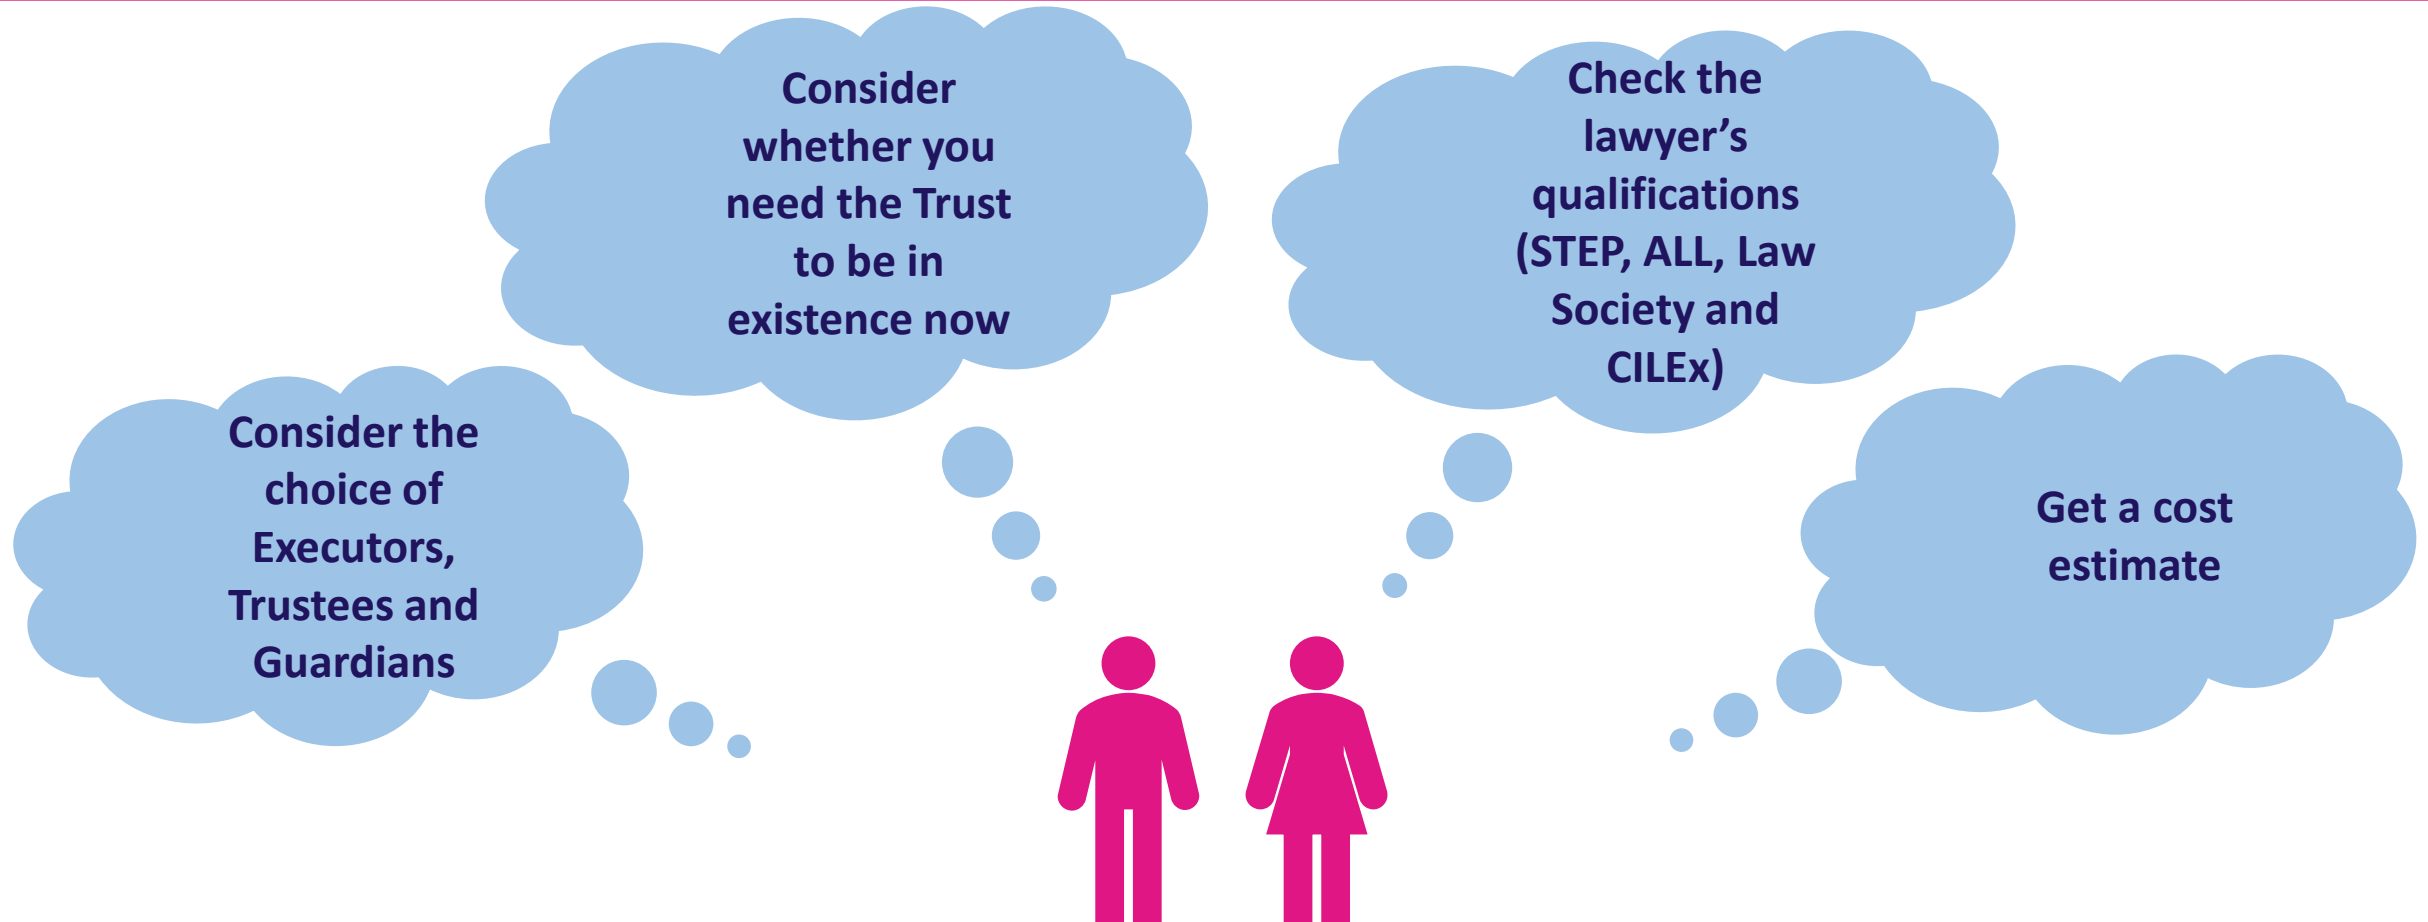 Consider the
choice of
Executors,
Trustees and
Guardians
Consider
whether you
need the Trust
to be in
existence now
Check the
lawyer’s
qualifications
(STEP, ALL, Law
Society and
CILEx)
Get a cost
estimate